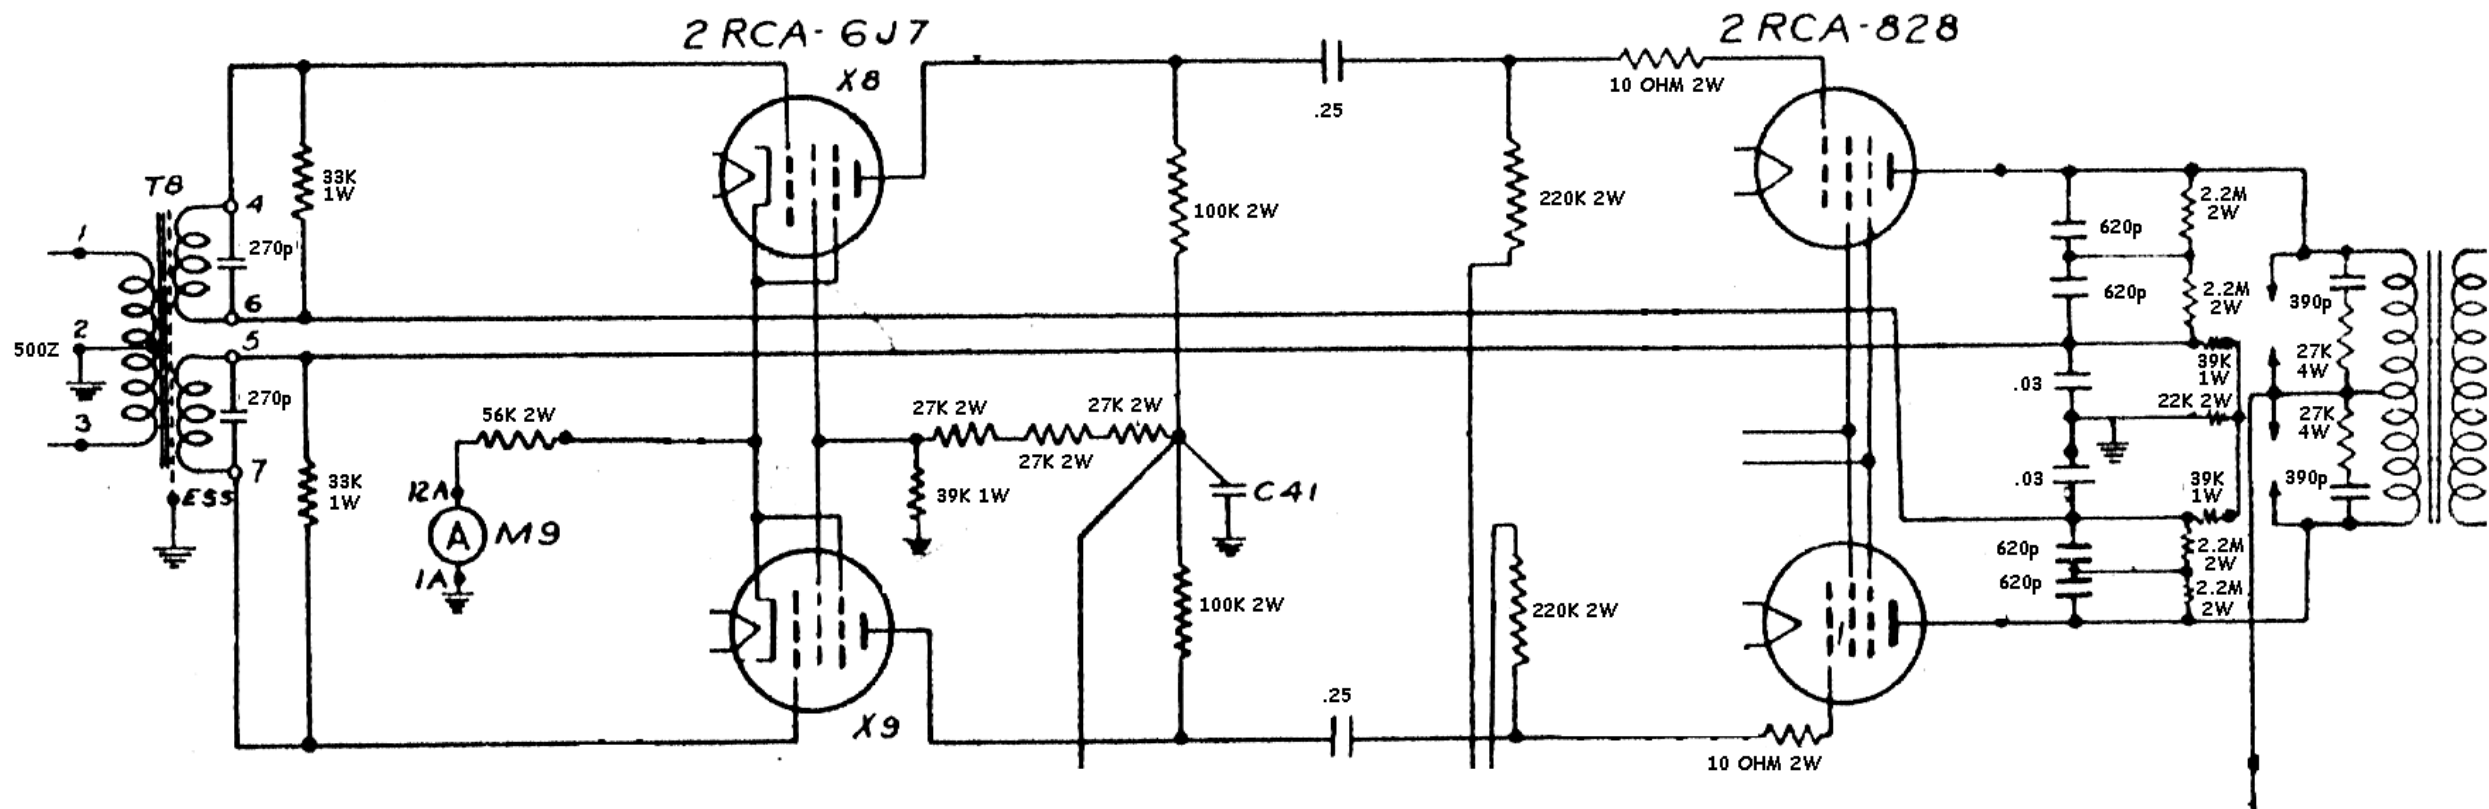 2 RCA-6J7
X8
2 RCA-828
10 OHM 2W
.25
T8
4
33K
1W
270p
1
6
2
500Z
5
3
270p
7
ESS
33K
1W
100K 2W
220K 2W
2.2M
2W
620p
620p
2.2M
2W
390p
27K
4W
39K
1W
.03
22K 2W
27K
4W
.03
39K
1W
390p
56K 2W
27K 2W
27K 2W
27K 2W
12A
A
M9
1A
39K 1W
C41
620p
2.2M
2W
620p
2.2M
2W
100K 2W
220K 2W
X9
.25
10 OHM 2W